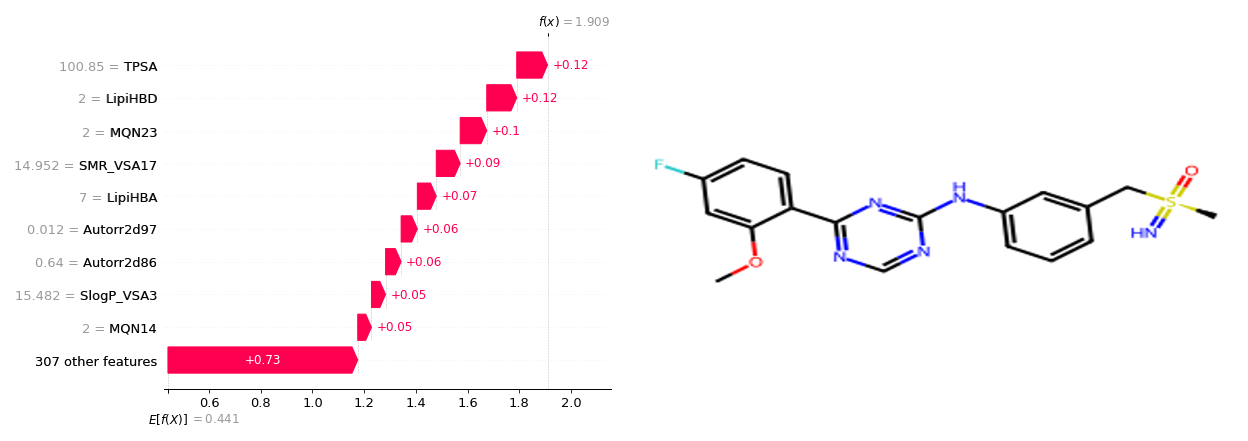 f(x) = 1.909
100.85 = TPSA
+0.12
2 = LipiHBD
+0.12
2 = MQN23
+0.1
14.952 = SMR_VSA17
+0.09
7 = LipiHBA
+0.07
0.012 = Autorr2d97
+0.06
0.64 = Autorr2d86
+0.06
15.482 = SlogP_VSA3
+0.05
2 = MQN14
+0.05
307 other features
+0.73
0.6 0.8 1.0 1.2 1.4 1.6 1.8 2.0
E[f(X)] = 0.441
F
O
N
N
N
H
N
S
O
HN